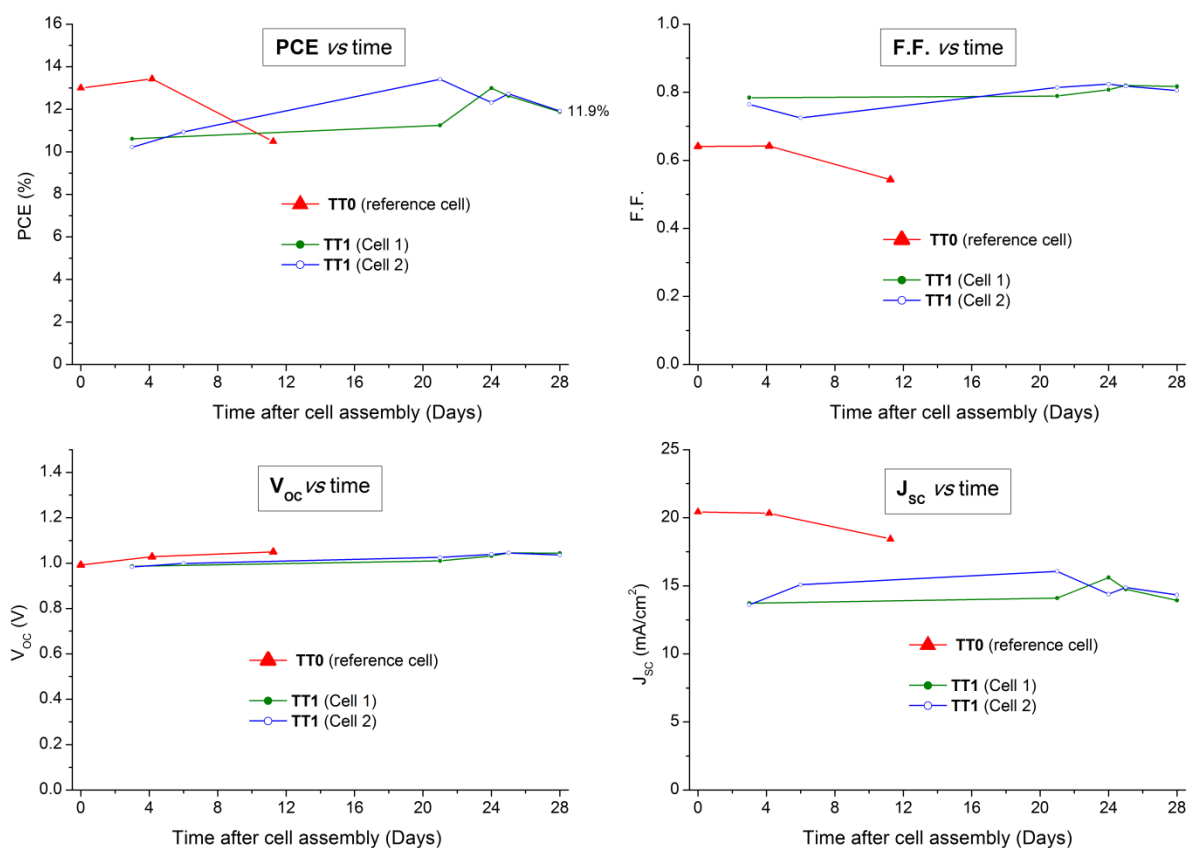 PCE vs time
PCE (%)
16
14
12
10
8
6
4
2
0
11.9%
TT0 (reference cell)
TT1 (Cell 1)
TT1 (Cell 2)
0 4 8 12 16 20 24 28
Time after cell assembly (Days)
F.F. vs time
F.F.
1.0
0.8
0.6
0.4
0.2
0.0
TT0 (reference cell)
TT1 (Cell 1)
TT1 (Cell 2)
0 4 8 12 16 20 24 28
Time after cell assembly (Days)
VOC vs time
VOC (V)
1.4
1.2
1.0
0.8
0.6
0.4
0.2
0.0
TT0 (reference cell)
TT1 (Cell 1)
TT1 (Cell 2)
0 4 8 12 16 20 24 28
Time after cell assembly (Days)
JSC vs time
JSC (mA/cm²)
25
20
15
10
5
0
TT0 (reference cell)
TT1 (Cell 1)
TT1 (Cell 2)
0 4 8 12 16 20 24 28
Time after cell assembly (Days)